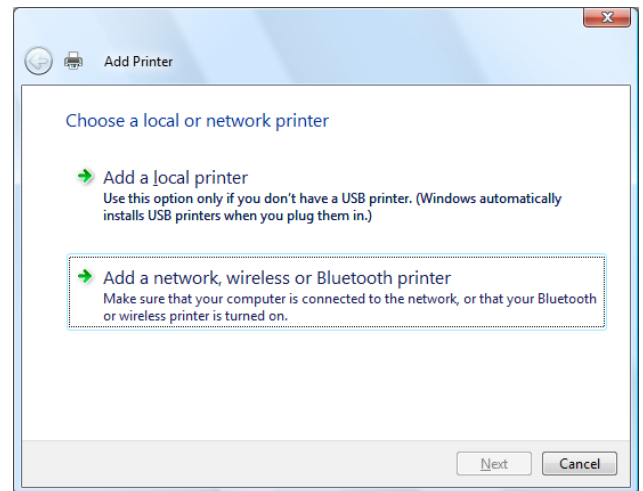 Add Printer
Choose a local or network printer
Add a local printer
Use this option only if you don't have a USB printer. (Windows automatically
installs USB printers when you plug them in.)
Add a network, wireless or Bluetooth printer
Make sure that your computer is connected to the network, or that your Bluetooth
or wireless printer is turned on.
Next Cancel